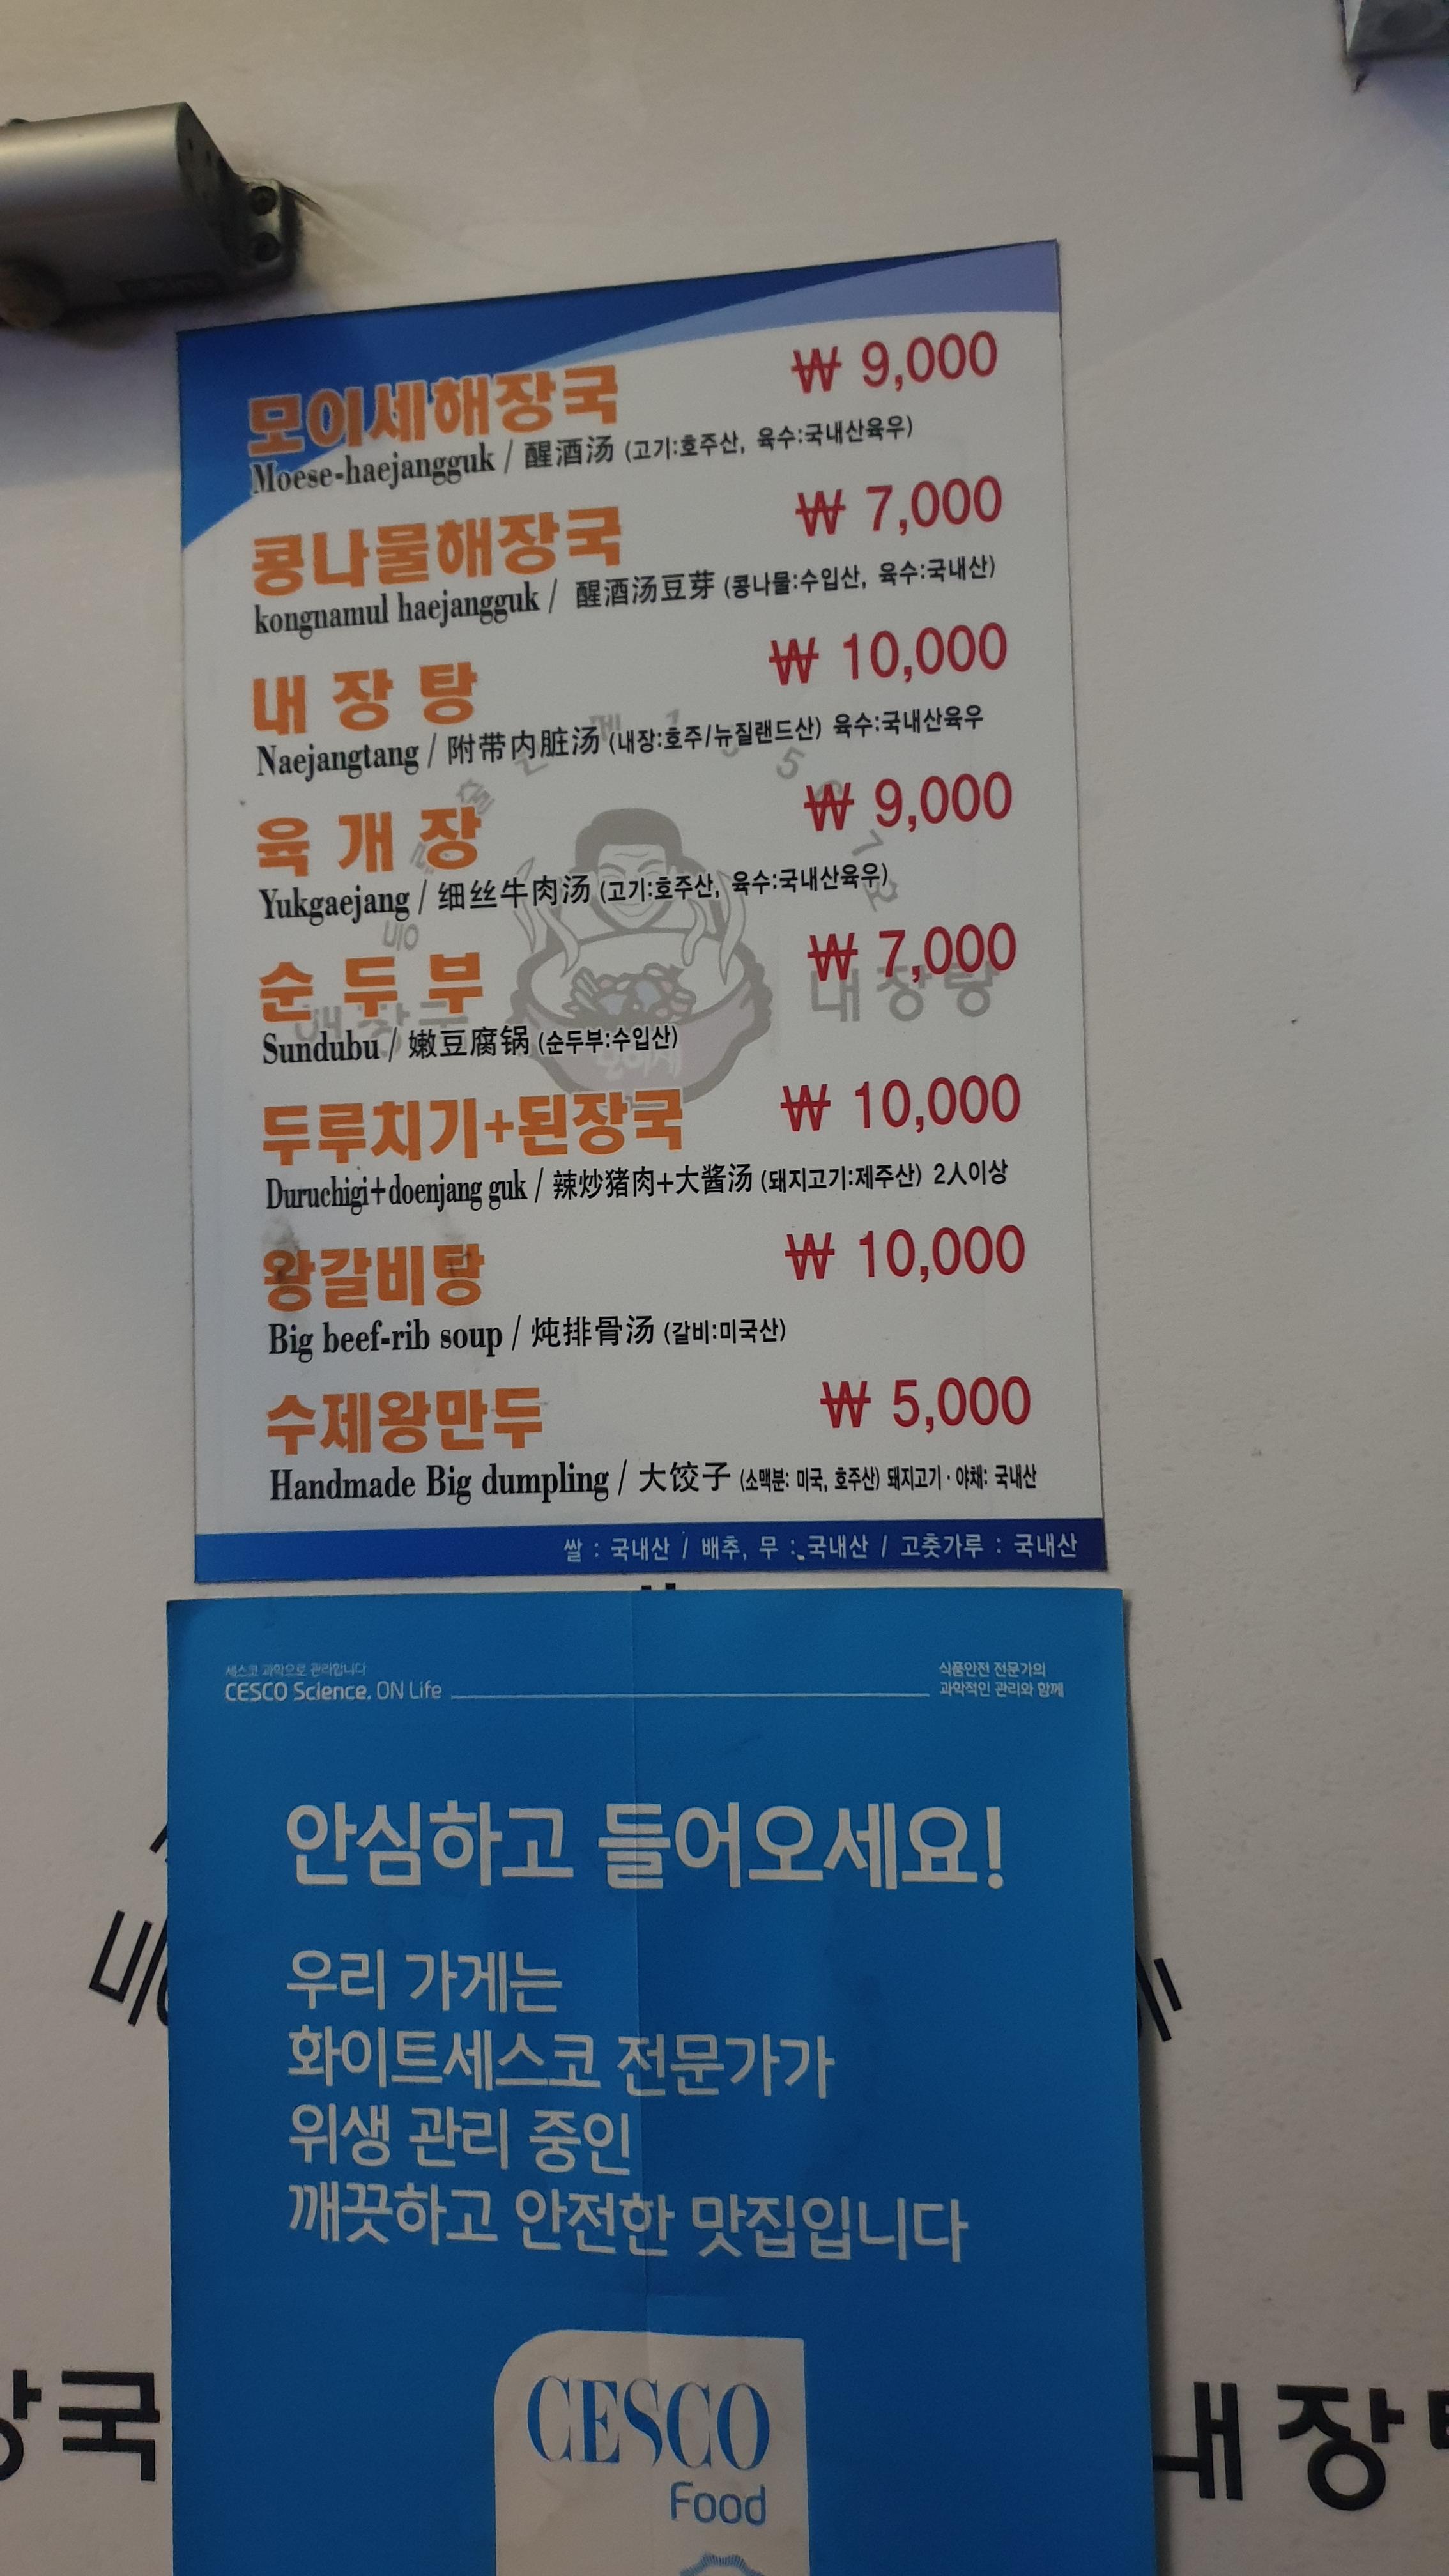 모이세해장국 ₩ 9,000
Moese-haejangguk / 醒酒汤 (고기:호주산, 육수:국내산육우)
콩나물해장국 ₩ 7,000
kongnamul haejangguk / 醒酒汤豆芽 (콩나물:수입산, 육수:국내산)
내 장 탕 ₩ 10,000
Naejangtang / 附带内脏汤 (내장:호주/뉴질랜드산) 육수:국내산육우
육 개 장 ₩ 9,000
Yukgaejang / 细丝牛肉汤 (고기:호주산, 육수:국내산육우)
순 두 부 ₩ 7,000
내장탕
Sundubu / 嫩豆腐锅 (순두부:수입산)
모이세
두루치기+된장국 ₩ 10,000
Duruchigi+doenjang guk / 辣炒猪肉+大酱汤 (돼지고기:제주산) 2人이상
왕갈비탕 ₩ 10,000
Big beef-rib soup / 炖排骨汤 (갈비:미국산)
수제왕만두 ₩ 5,000
Handmade Big dumpling / 大饺子 (소맥분: 미국, 호주산) 돼지고기 · 야채: 국내산
쌀 : 국내산 / 배추, 무 : 국내산 / 고춧가루 : 국내산
세스코 과학으로 관리합니다
CESCO Science. ON Life
식품안전 전문가의
과학적인 관리와 함께
안심하고 들어오세요!
우리 가게는
화이트세스코 전문가가
위생 관리 중인
깨끗하고 안전한 맛집입니다
CESCO
Food
장국
내장